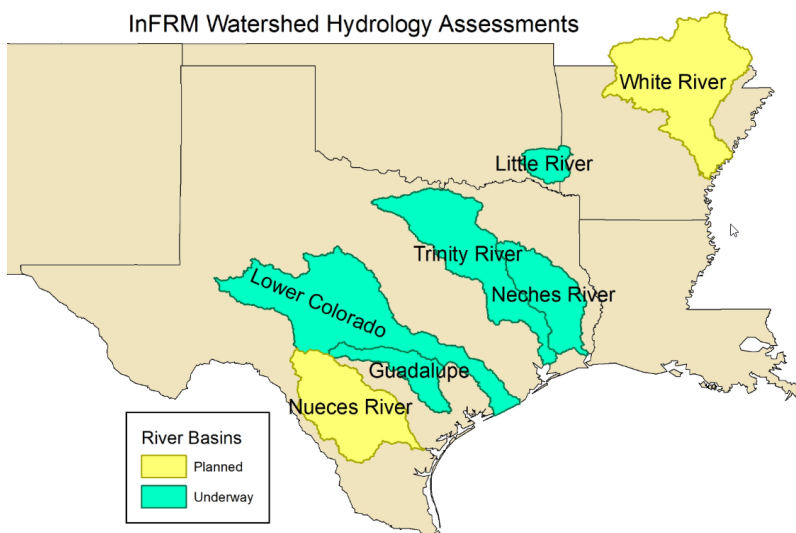 InFRM Watershed Hydrology Assessments
White River
Little River
Trinity River
Neches River
Lower Colorado
Guadalupe
Nueces River
River Basins
Planned
Underway